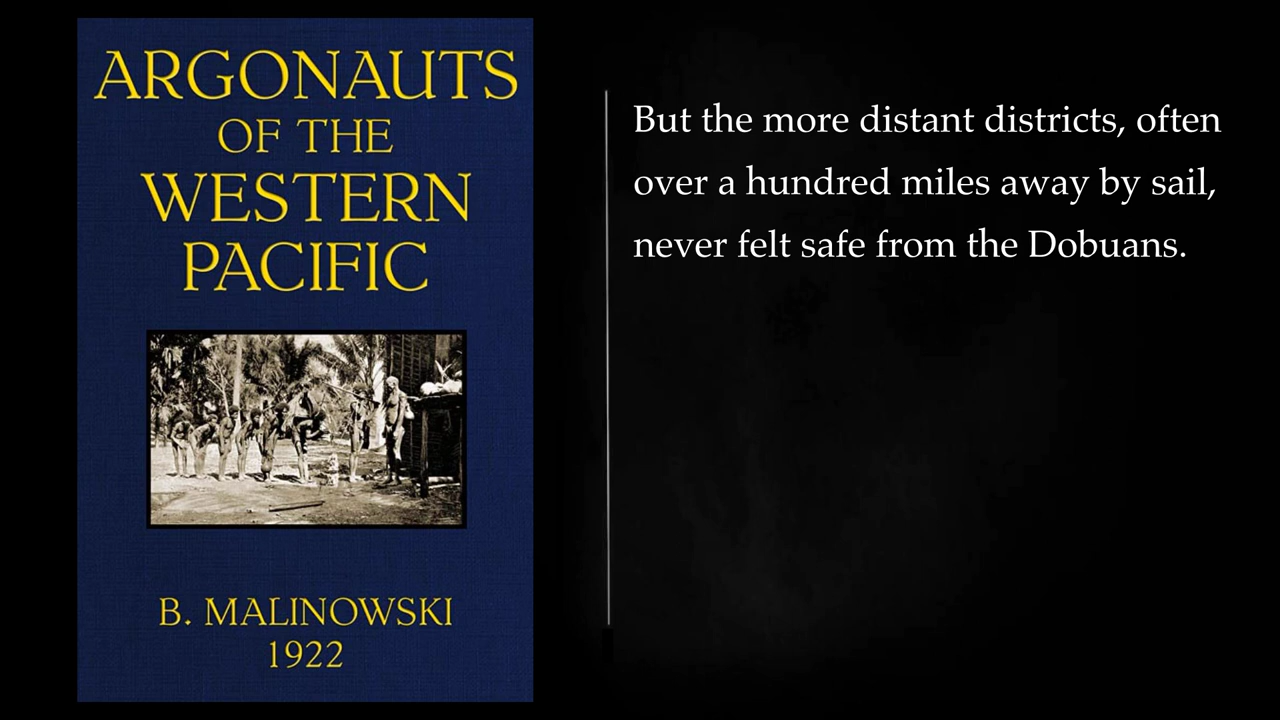 ARGONAUTS
OF THE
WESTERN
PACIFIC
B. MALINOWSKI
1922
But the more distant districts, often
over a hundred miles away by sail,
never felt safe from the Dobuans.